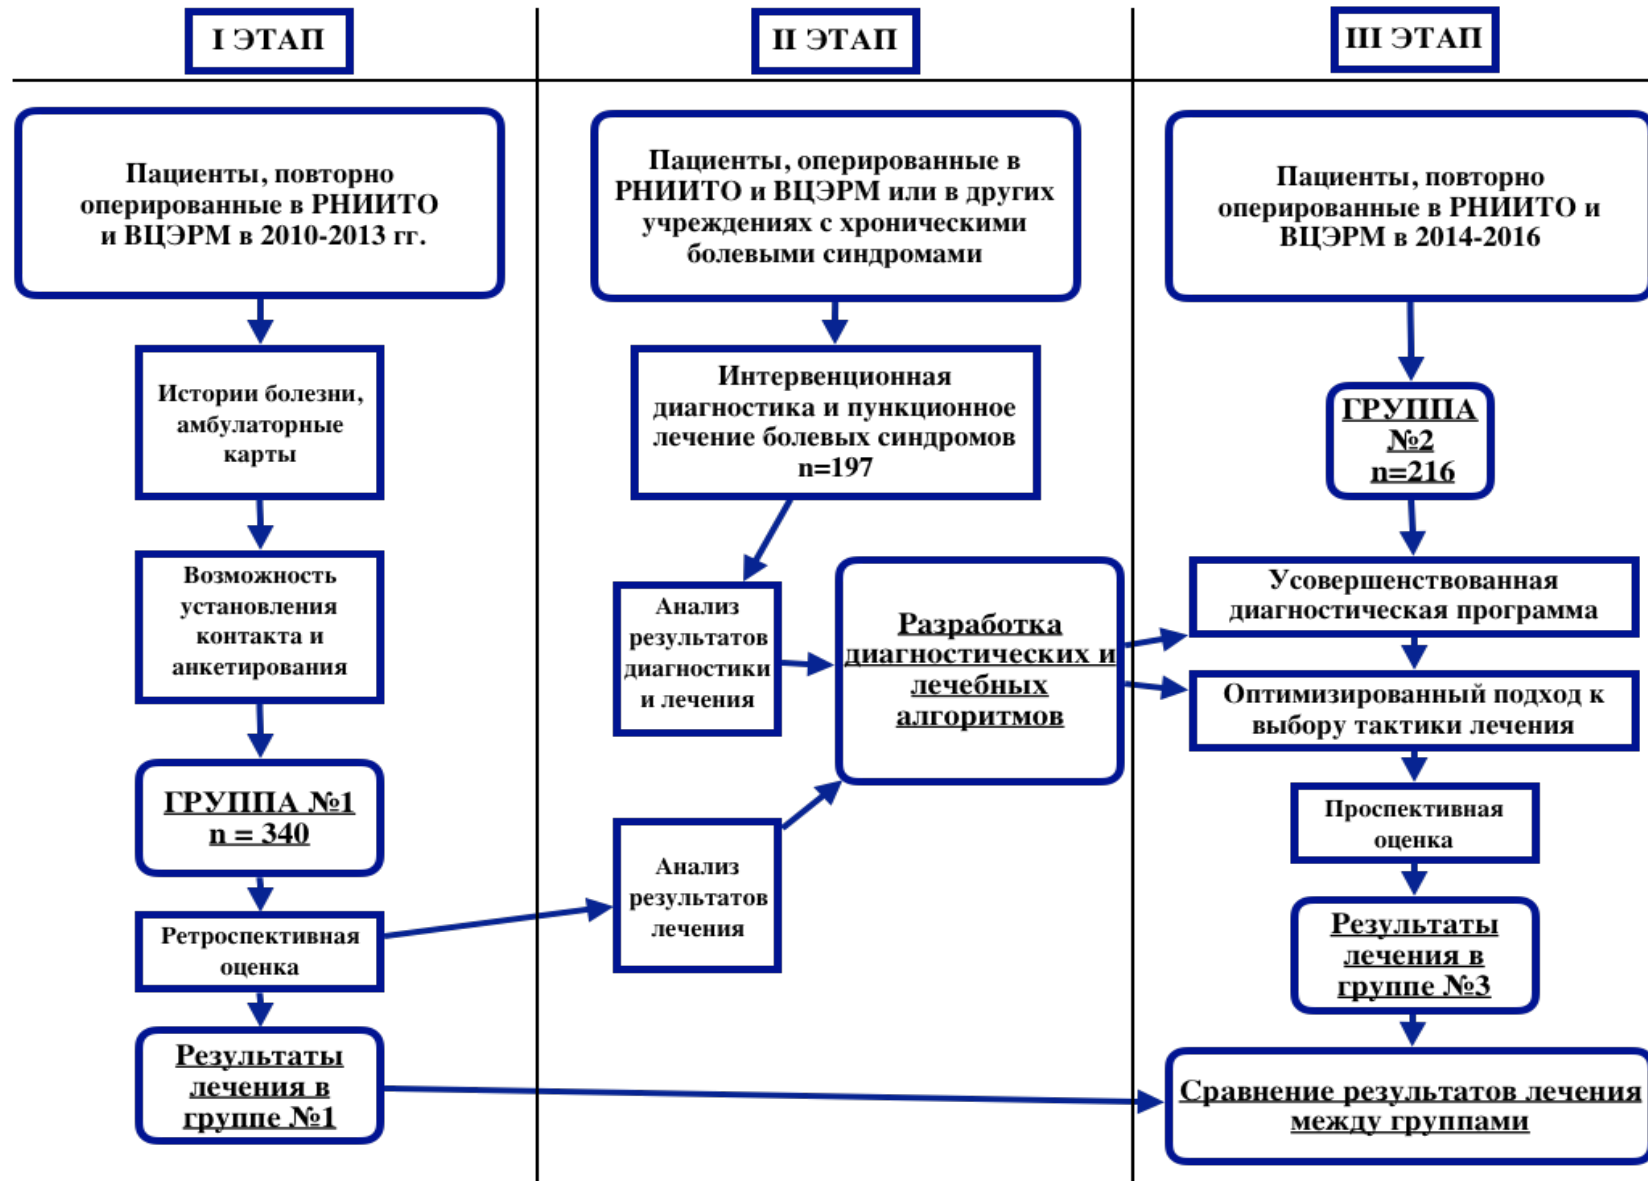 I ЭТАП
Пациенты, повторно
оперированные в РНИИТО
и ВЦЭРМ в 2010-2013 гг.
Истории болезни,
амбулаторные
карты
Возможность
установления
контакта и
анкетирования
ГРУППА №1
n = 340
Ретроспективная
оценка
Результаты
лечения в
группе №1
II ЭТАП
Пациенты, оперированные в
РНИИТО и ВЦЭРМ или в других
учреждениях с хроническими
болевыми синдромами
Интервенционная
диагностика и пункционное
лечение болевых синдромов
n=197
Анализ
результатов
диагностики
и лечения
Разработка
диагностических и
лечебных
алгоритмов
Анализ
результатов
лечения
III ЭТАП
Пациенты, повторно
оперированные в РНИИТО и
ВЦЭРМ в 2014-2016
ГРУППА
№2
n=216
Усовершенствованная
диагностическая программа
Оптимизированный подход к
выбору тактики лечения
Проспективная
оценка
Результаты
лечения в
группе №3
Сравнение результатов лечения
между группами